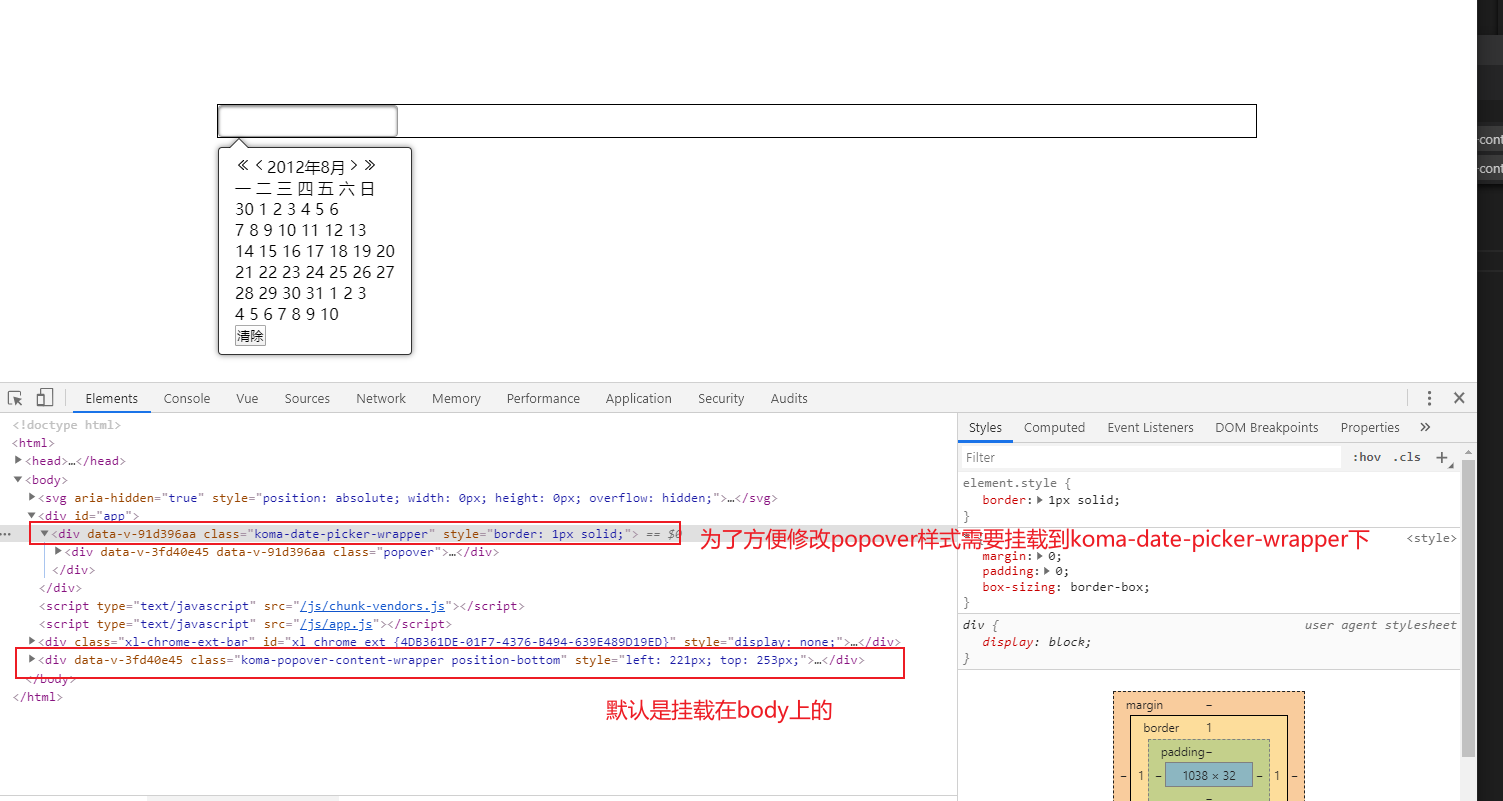 2012年8月
一 二 三 四 五 六 日
30 1 2 3 4 5 6
7 8 9 10 11 12 13
14 15 16 17 18 19 20
21 22 23 24 25 26 27
28 29 30 31 1 2 3
4 5 6 7 8 9 10
清除
-cont
-cont
Elements Console Vue Sources Network Memory Performance Application Security Audits
<!doctype html>
<html>
<head>…</head>
<body>
<svg aria-hidden="true" style="position: absolute; width: 0px; height: 0px; overflow: hidden;">…</svg>
<div id="app">
<div data-v-91d396aa class="koma-date-picker-wrapper" style="border: 1px solid;"> == $0
为了方便修改popover样式需要挂载到koma-date-picker-wrapper下
<div data-v-3fd40e45 data-v-91d396aa class="popover">…</div>
</div>
</div>
<script type="text/javascript" src="/js/chunk-vendors.js"></script>
<script type="text/javascript" src="/js/app.js"></script>
<div class="xl-chrome-ext-bar" id="xl_chrome_ext_{4DB361DE-01F7-4376-B494-639E489D19ED}" style="display: none;">…</div>
<div data-v-3fd40e45 class="koma-popover-content-wrapper position-bottom" style="left: 221px; top: 253px;">…</div>
</body>
</html>
默认是挂载在body上的
Styles Computed Event Listeners DOM Breakpoints Properties
Filter :hov .cls
element.style {
border: 1px solid;
}
<style>
margin: 0;
padding: 0;
box-sizing: border-box;
}
div { user agent stylesheet
display: block;
}
margin –
border 1
padding –
– 1 – 1038 × 32 – 1 –
–